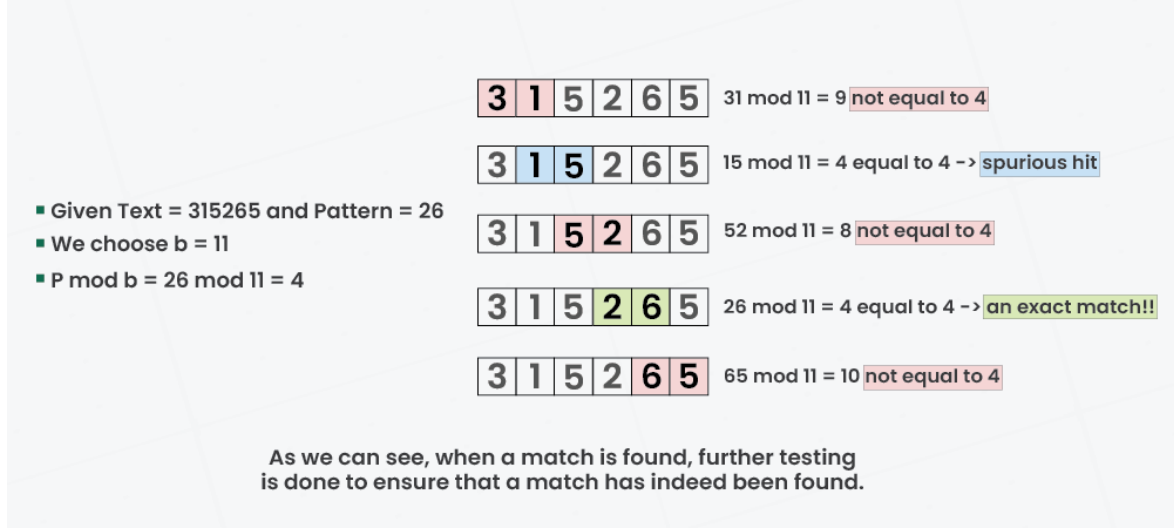 3 1 5 2 6 5 31 mod 11 = 9 not equal to 4
3 1 5 2 6 5 15 mod 11 = 4 equal to 4 -> spurious hit
▪ Given Text = 315265 and Pattern = 26
▪ We choose b = 11
▪ P mod b = 26 mod 11 = 4
3 1 5 2 6 5 52 mod 11 = 8 not equal to 4
3 1 5 2 6 5 26 mod 11 = 4 equal to 4 -> an exact match!!
3 1 5 2 6 5 65 mod 11 = 10 not equal to 4
As we can see, when a match is found, further testing
is done to ensure that a match has indeed been found.